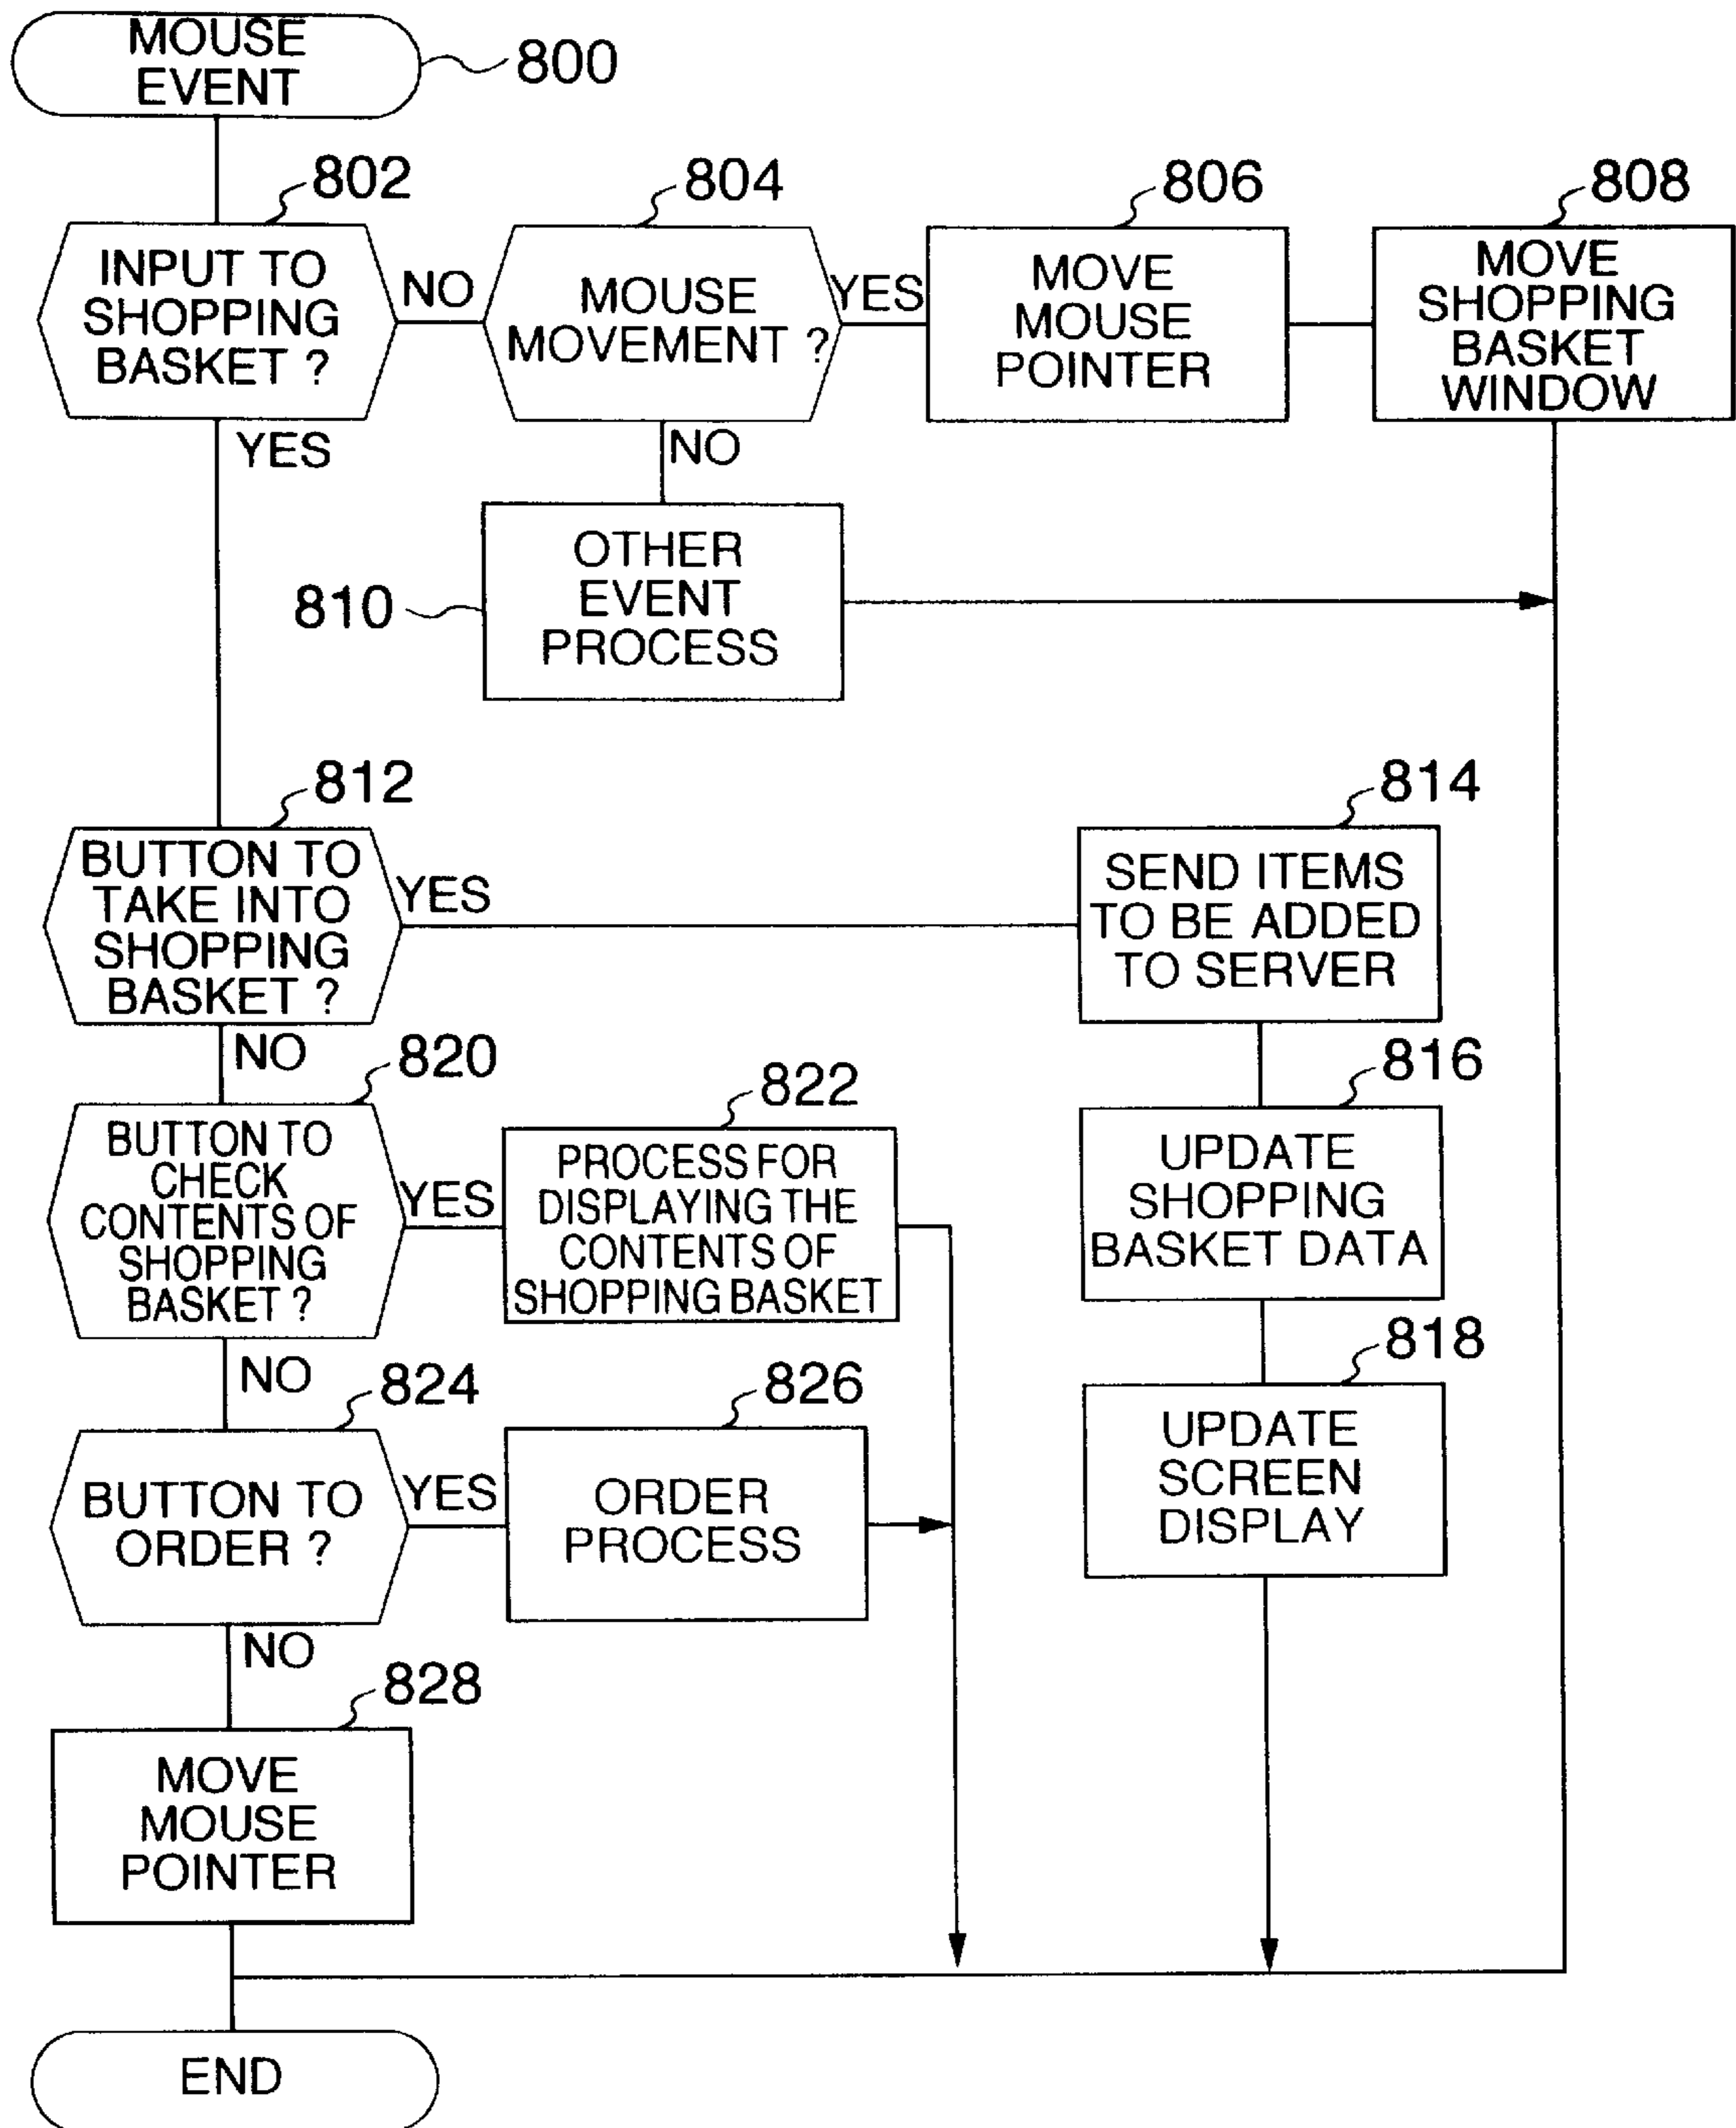 MOUSE
EVENT
800
802
INPUT TO
SHOPPING
BASKET ?
NO
YES
804
MOUSE
MOVEMENT ?
YES
NO
806
MOVE
MOUSE
POINTER
808
MOVE
SHOPPING
BASKET
WINDOW
810
OTHER
EVENT
PROCESS
812
BUTTON TO
TAKE INTO
SHOPPING
BASKET ?
YES
NO
814
SEND ITEMS
TO BE ADDED
TO SERVER
816
UPDATE
SHOPPING
BASKET DATA
818
UPDATE
SCREEN
DISPLAY
820
BUTTON TO
CHECK
CONTENTS OF
SHOPPING
BASKET ?
YES
NO
822
PROCESS FOR
DISPLAYING THE
CONTENTS OF
SHOPPING BASKET
824
BUTTON TO
ORDER ?
YES
NO
826
ORDER
PROCESS
828
MOVE
MOUSE
POINTER
END